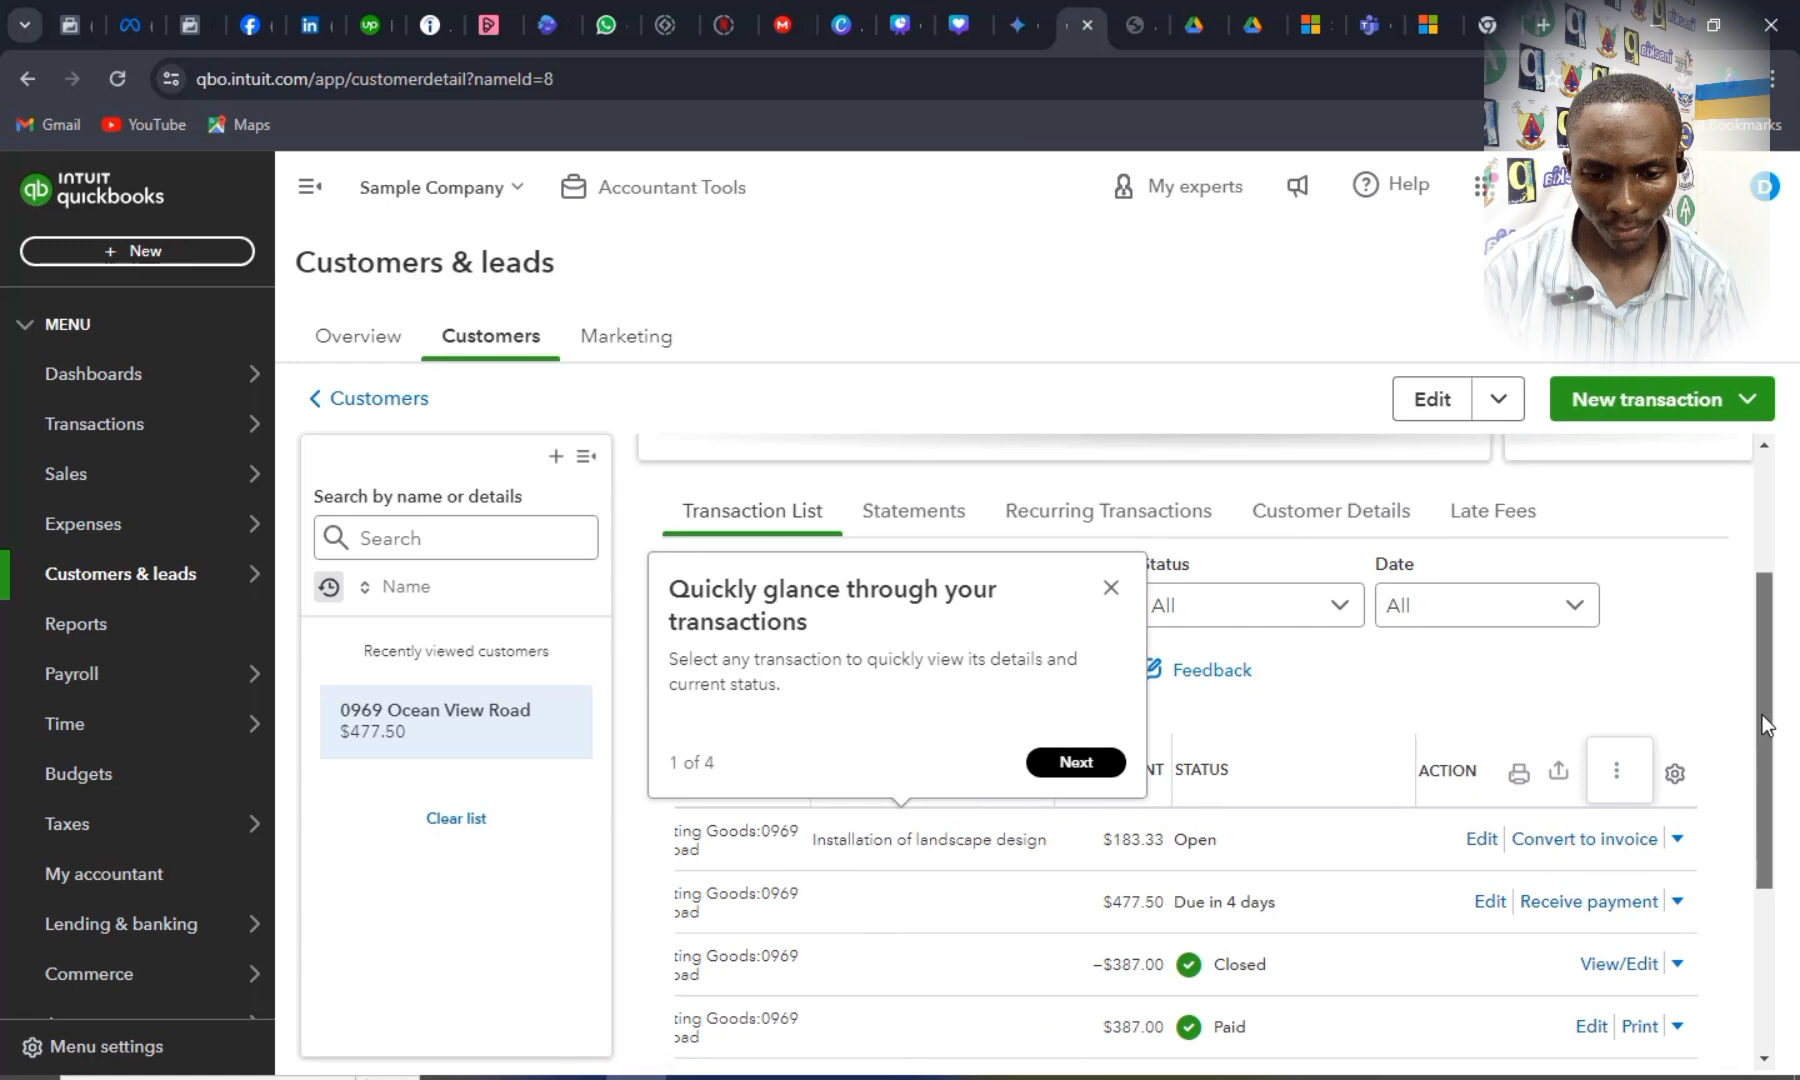 qbo.intuit.com/app/customerdetail?nameId=8
Gmail YouTube Maps
Bookmarks
INTUIT
quickbooks
+ New
MENU
Dashboards
Transactions
Sales
Expenses
Customers & leads
Reports
Payroll
Time
Budgets
Taxes
My accountant
Lending & banking
Commerce
Menu settings
Sample Company
Accountant Tools
My experts
Help
D
Customers & leads
Overview Customers Marketing
Customers
Edit
New transaction
Search by name or details
Search
Name
Recently viewed customers
0969 Ocean View Road
$477.50
Clear list
Transaction List Statements Recurring Transactions Customer Details Late Fees
Quickly glance through your
transactions
Select any transaction to quickly view its details and
current status.
1 of 4
Next
Status
All
Date
All
Feedback
NT STATUS ACTION
ting Goods:0969
oad
Installation of landscape design $183.33 Open Edit Convert to invoice
ting Goods:0969
oad
$477.50 Due in 4 days Edit Receive payment
ting Goods:0969
oad
−$387.00 Closed View/Edit
ting Goods:0969
oad
$387.00 Paid Edit Print